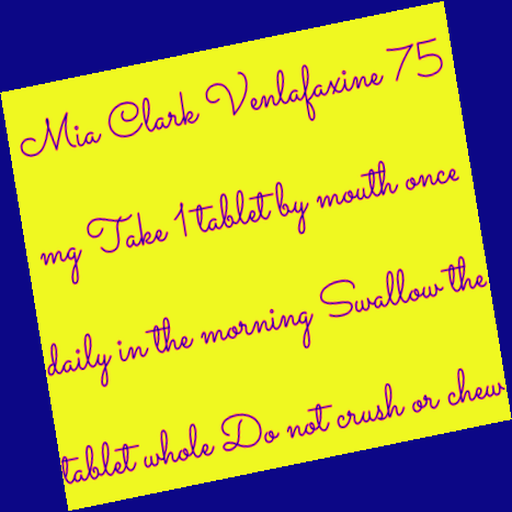 Mia Clark Venlafaxine 75
mg Take 1 tablet by mouth once
daily in the morning Swallow the
tablet whole Do not crush or chew